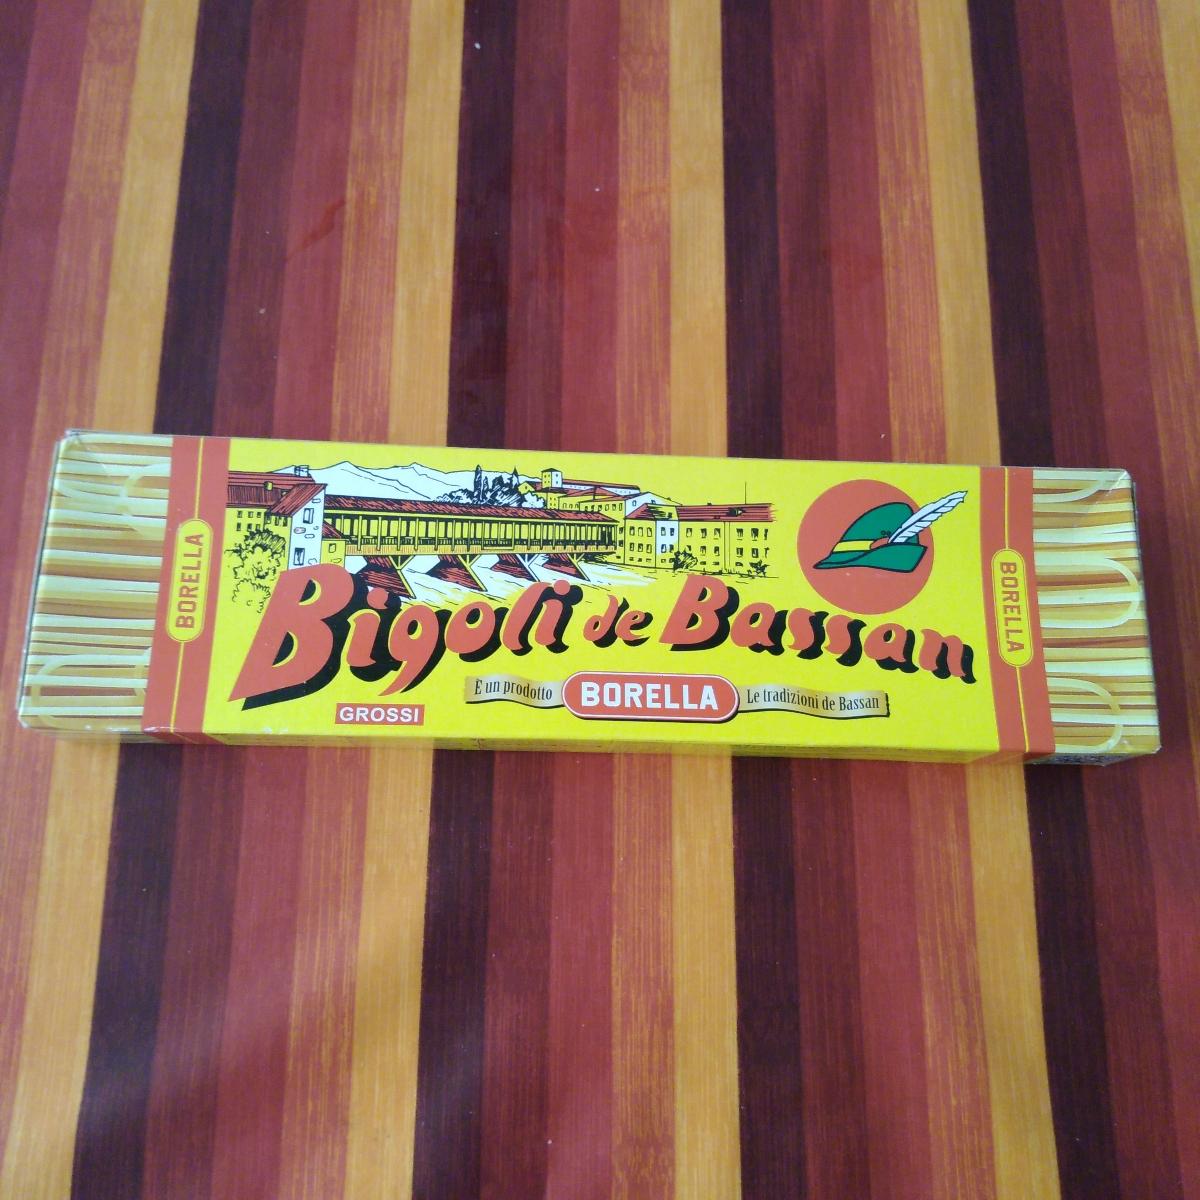 BORELLA
Bigoli de Bassan
GROSSI
È un prodotto BORELLA Le tradizioni de Bassan
BORELLA